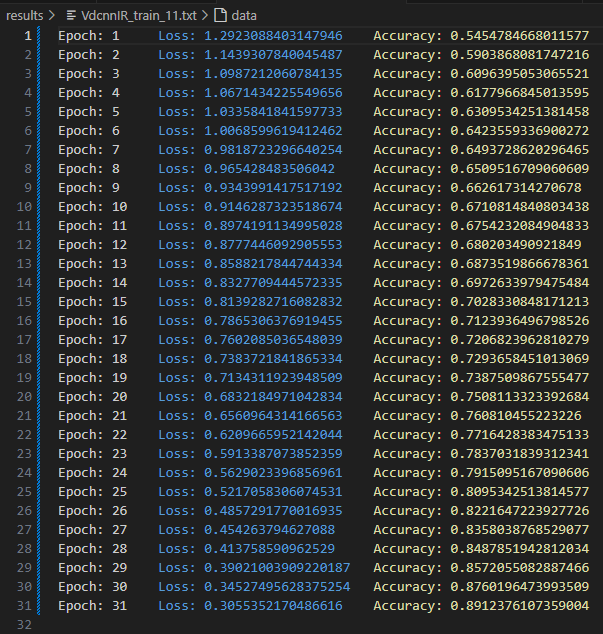 results > VdcnnIR_train_11.txt > data
1 Epoch: 1 Loss: 1.2923088403147946 Accuracy: 0.5454784668011577
2 Epoch: 2 Loss: 1.1439307840045487 Accuracy: 0.5903868081747216
3 Epoch: 3 Loss: 1.0987212060784135 Accuracy: 0.6096395053065521
4 Epoch: 4 Loss: 1.0671434225549656 Accuracy: 0.6177966845013595
5 Epoch: 5 Loss: 1.0335841841597733 Accuracy: 0.6309534251381458
6 Epoch: 6 Loss: 1.0068599619412462 Accuracy: 0.6423559336900272
7 Epoch: 7 Loss: 0.9818723296640254 Accuracy: 0.6493728620296465
8 Epoch: 8 Loss: 0.965428483506042 Accuracy: 0.6509516709060609
9 Epoch: 9 Loss: 0.9343991417517192 Accuracy: 0.662617314270678
10 Epoch: 10 Loss: 0.9146287323518674 Accuracy: 0.6710814840803438
11 Epoch: 11 Loss: 0.8974191134995028 Accuracy: 0.6754232084904833
12 Epoch: 12 Loss: 0.8777446092905553 Accuracy: 0.680203490921849
13 Epoch: 13 Loss: 0.8588217844744334 Accuracy: 0.6873519866678361
14 Epoch: 14 Loss: 0.8327709444572335 Accuracy: 0.6972633979475484
15 Epoch: 15 Loss: 0.8139282716082832 Accuracy: 0.7028330848171213
16 Epoch: 16 Loss: 0.7865306376919455 Accuracy: 0.7123936496798526
17 Epoch: 17 Loss: 0.7602085036548039 Accuracy: 0.7206823962810279
18 Epoch: 18 Loss: 0.7383721841865334 Accuracy: 0.7293658451013069
19 Epoch: 19 Loss: 0.7134311923948509 Accuracy: 0.7387509867555477
20 Epoch: 20 Loss: 0.6832184971042834 Accuracy: 0.7508113323392684
21 Epoch: 21 Loss: 0.6560964314166563 Accuracy: 0.760810455223226
22 Epoch: 22 Loss: 0.6209665952142044 Accuracy: 0.7716428383475133
23 Epoch: 23 Loss: 0.5913387073852359 Accuracy: 0.7837031839312341
24 Epoch: 24 Loss: 0.5629023396856961 Accuracy: 0.7915095167090606
25 Epoch: 25 Loss: 0.5217058306074531 Accuracy: 0.8095342513814577
26 Epoch: 26 Loss: 0.4857291770016935 Accuracy: 0.8221647223927726
27 Epoch: 27 Loss: 0.454263794627088 Accuracy: 0.8358038768529077
28 Epoch: 28 Loss: 0.413758590962529 Accuracy: 0.8487851942812034
29 Epoch: 29 Loss: 0.39021003909220187 Accuracy: 0.8572055082887466
30 Epoch: 30 Loss: 0.34527495628375254 Accuracy: 0.8760196473993509
31 Epoch: 31 Loss: 0.3055352170486616 Accuracy: 0.8912376107359004
32